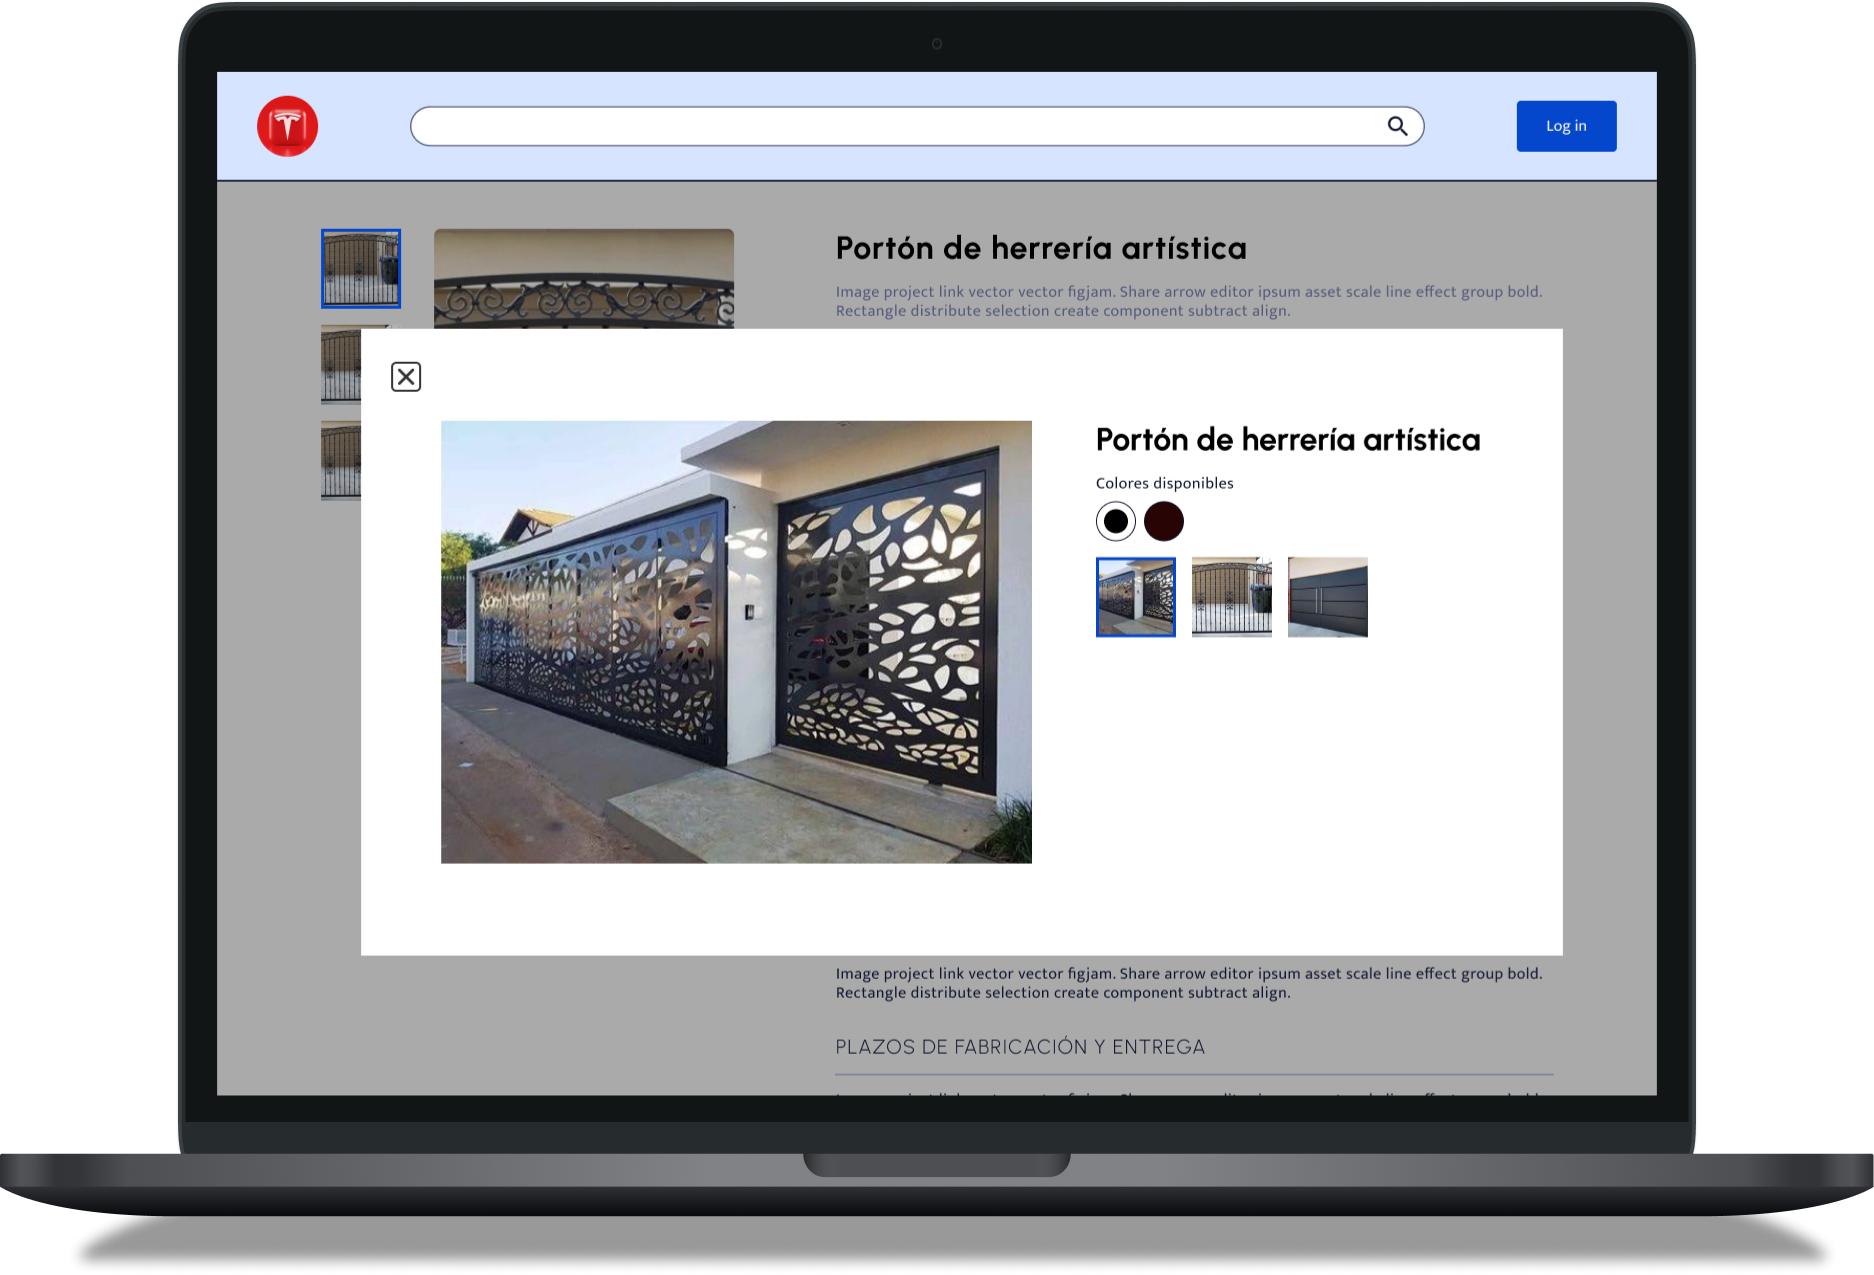 Log in
Portón de herrería artística
Image project link vector vector figjam. Share arrow editor ipsum asset scale line effect group bold.
Rectangle distribute selection create component subtract align.
Portón de herrería artística
Colores disponibles
Image project link vector vector figjam. Share arrow editor ipsum asset scale line effect group bold.
Rectangle distribute selection create component subtract align.
PLAZOS DE FABRICACIÓN Y ENTREGA